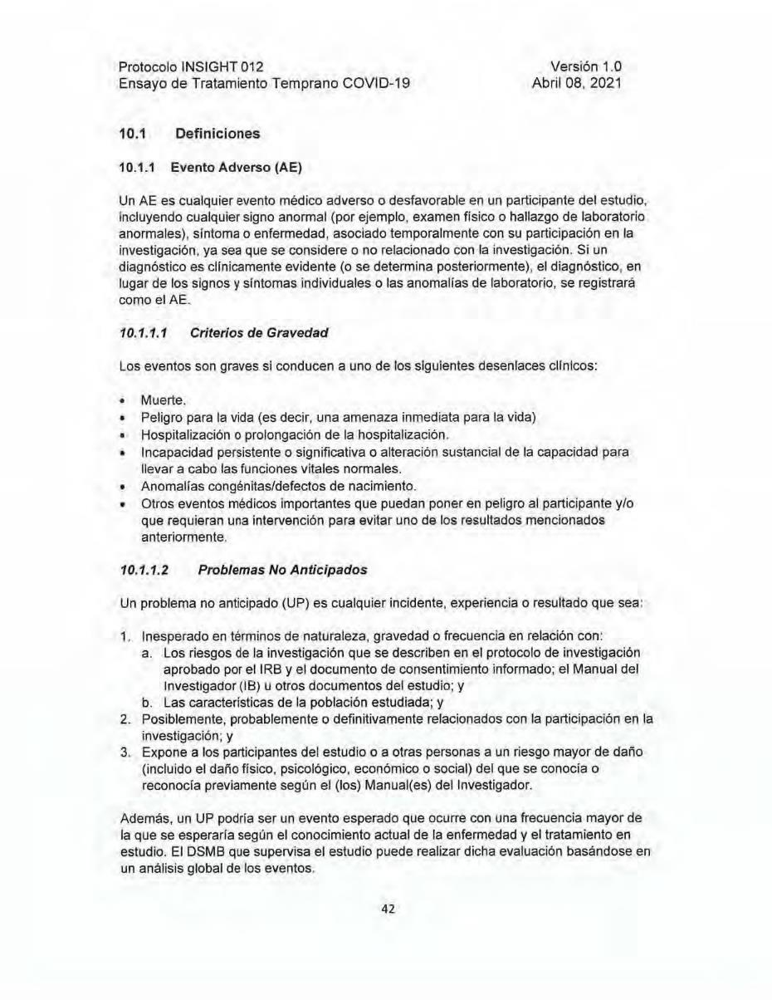 Protocolo INSIGHT 012 Versión 1.0
Ensayo de Tratamiento Temprano COVID-19 Abril 08, 2021
10.1 Definiciones
10.1.1 Evento Adverso (AE)
Un AE es cualquier evento médico adverso o desfavorable en un participante del estudio,
incluyendo cualquier signo anormal (por ejemplo, examen físico o hallazgo de laboratorio
anormales), síntoma o enfermedad, asociado temporalmente con su participación en la
investigación, ya sea que se considere o no relacionado con la investigación. Si un
diagnóstico es clínicamente evidente (o se determina posteriormente), el diagnóstico, en
lugar de los signos y síntomas individuales o las anomalías de laboratorio, se registrará
como el AE.
10.1.1.1 Criterios de Gravedad
Los eventos son graves si conducen a uno de los siguientes desenlaces clínicos:
• Muerte.
• Peligro para la vida (es decir, una amenaza inmediata para la vida)
• Hospitalización o prolongación de la hospitalización.
• Incapacidad persistente o significativa o alteración sustancial de la capacidad para
llevar a cabo las funciones vitales normales.
• Anomalías congénitas/defectos de nacimiento.
• Otros eventos médicos importantes que puedan poner en peligro al participante y/o
que requieran una intervención para evitar uno de los resultados mencionados
anteriormente.
10.1.1.2 Problemas No Anticipados
Un problema no anticipado (UP) es cualquier incidente, experiencia o resultado que sea:
1. Inesperado en términos de naturaleza, gravedad o frecuencia en relación con:
a. Los riesgos de la investigación que se describen en el protocolo de investigación
aprobado por el IRB y el documento de consentimiento informado; el Manual del
Investigador (IB) u otros documentos del estudio; y
b. Las características de la población estudiada; y
2. Posiblemente, probablemente o definitivamente relacionados con la participación en la
investigación; y
3. Expone a los participantes del estudio o a otras personas a un riesgo mayor de daño
(incluido el daño físico, psicológico, económico o social) del que se conocía o
reconocía previamente según el (los) Manual(es) del Investigador.
Además, un UP podría ser un evento esperado que ocurre con una frecuencia mayor de
la que se esperaría según el conocimiento actual de la enfermedad y el tratamiento en
estudio. El DSMB que supervisa el estudio puede realizar dicha evaluación basándose en
un análisis global de los eventos.
42